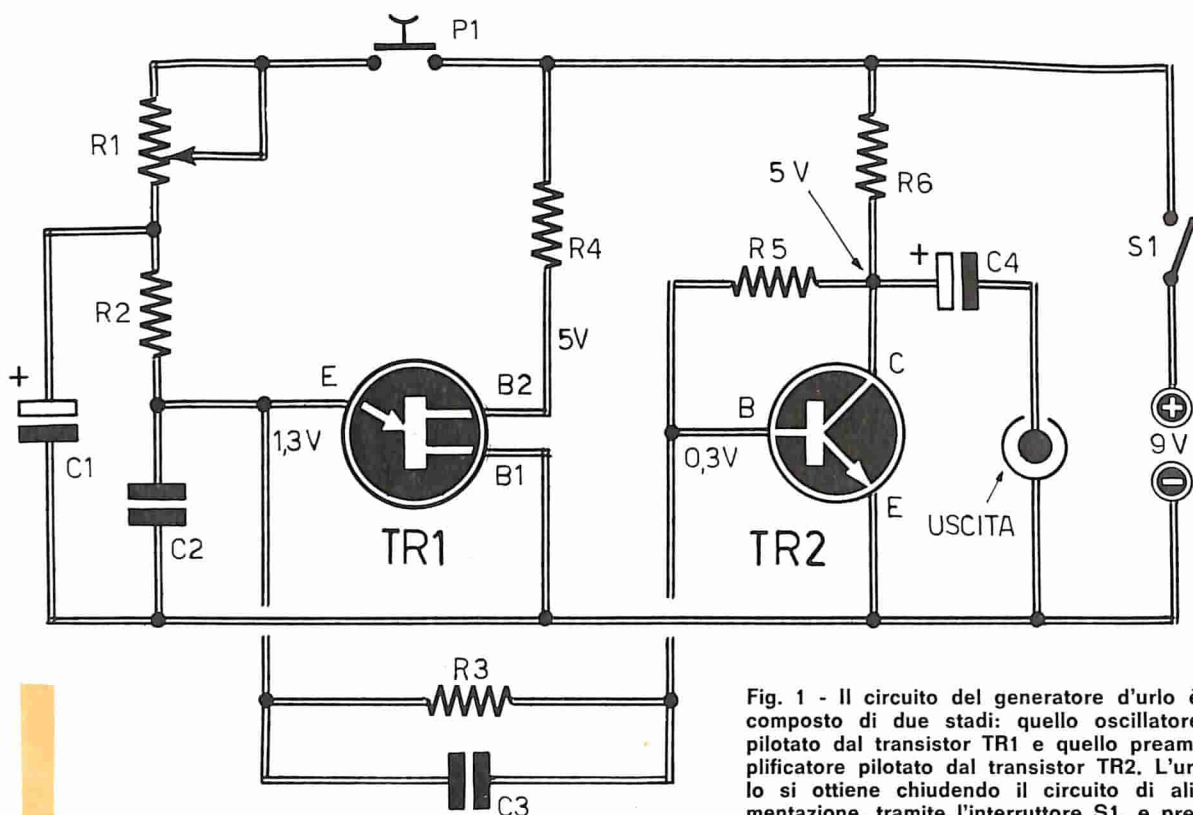 P1
R1
5 V
R6
R4
R5
+
C4
S1
R2
5V
+
E
B2
C
C1
1,3V
B
9V
B1
0,3V
E
C2
TR1
TR2
USCITA
R3
C3
Fig. 1 - Il circuito del generatore d'urlo è
composto di due stadi: quello oscillatore
pilotato dal transistor TR1 e quello pream-
plificatore pilotato dal transistor TR2. L'ur-
lo si ottiene chiudendo il circuito di ali-
mentazione, tramite l'interruttore S1, e pre-